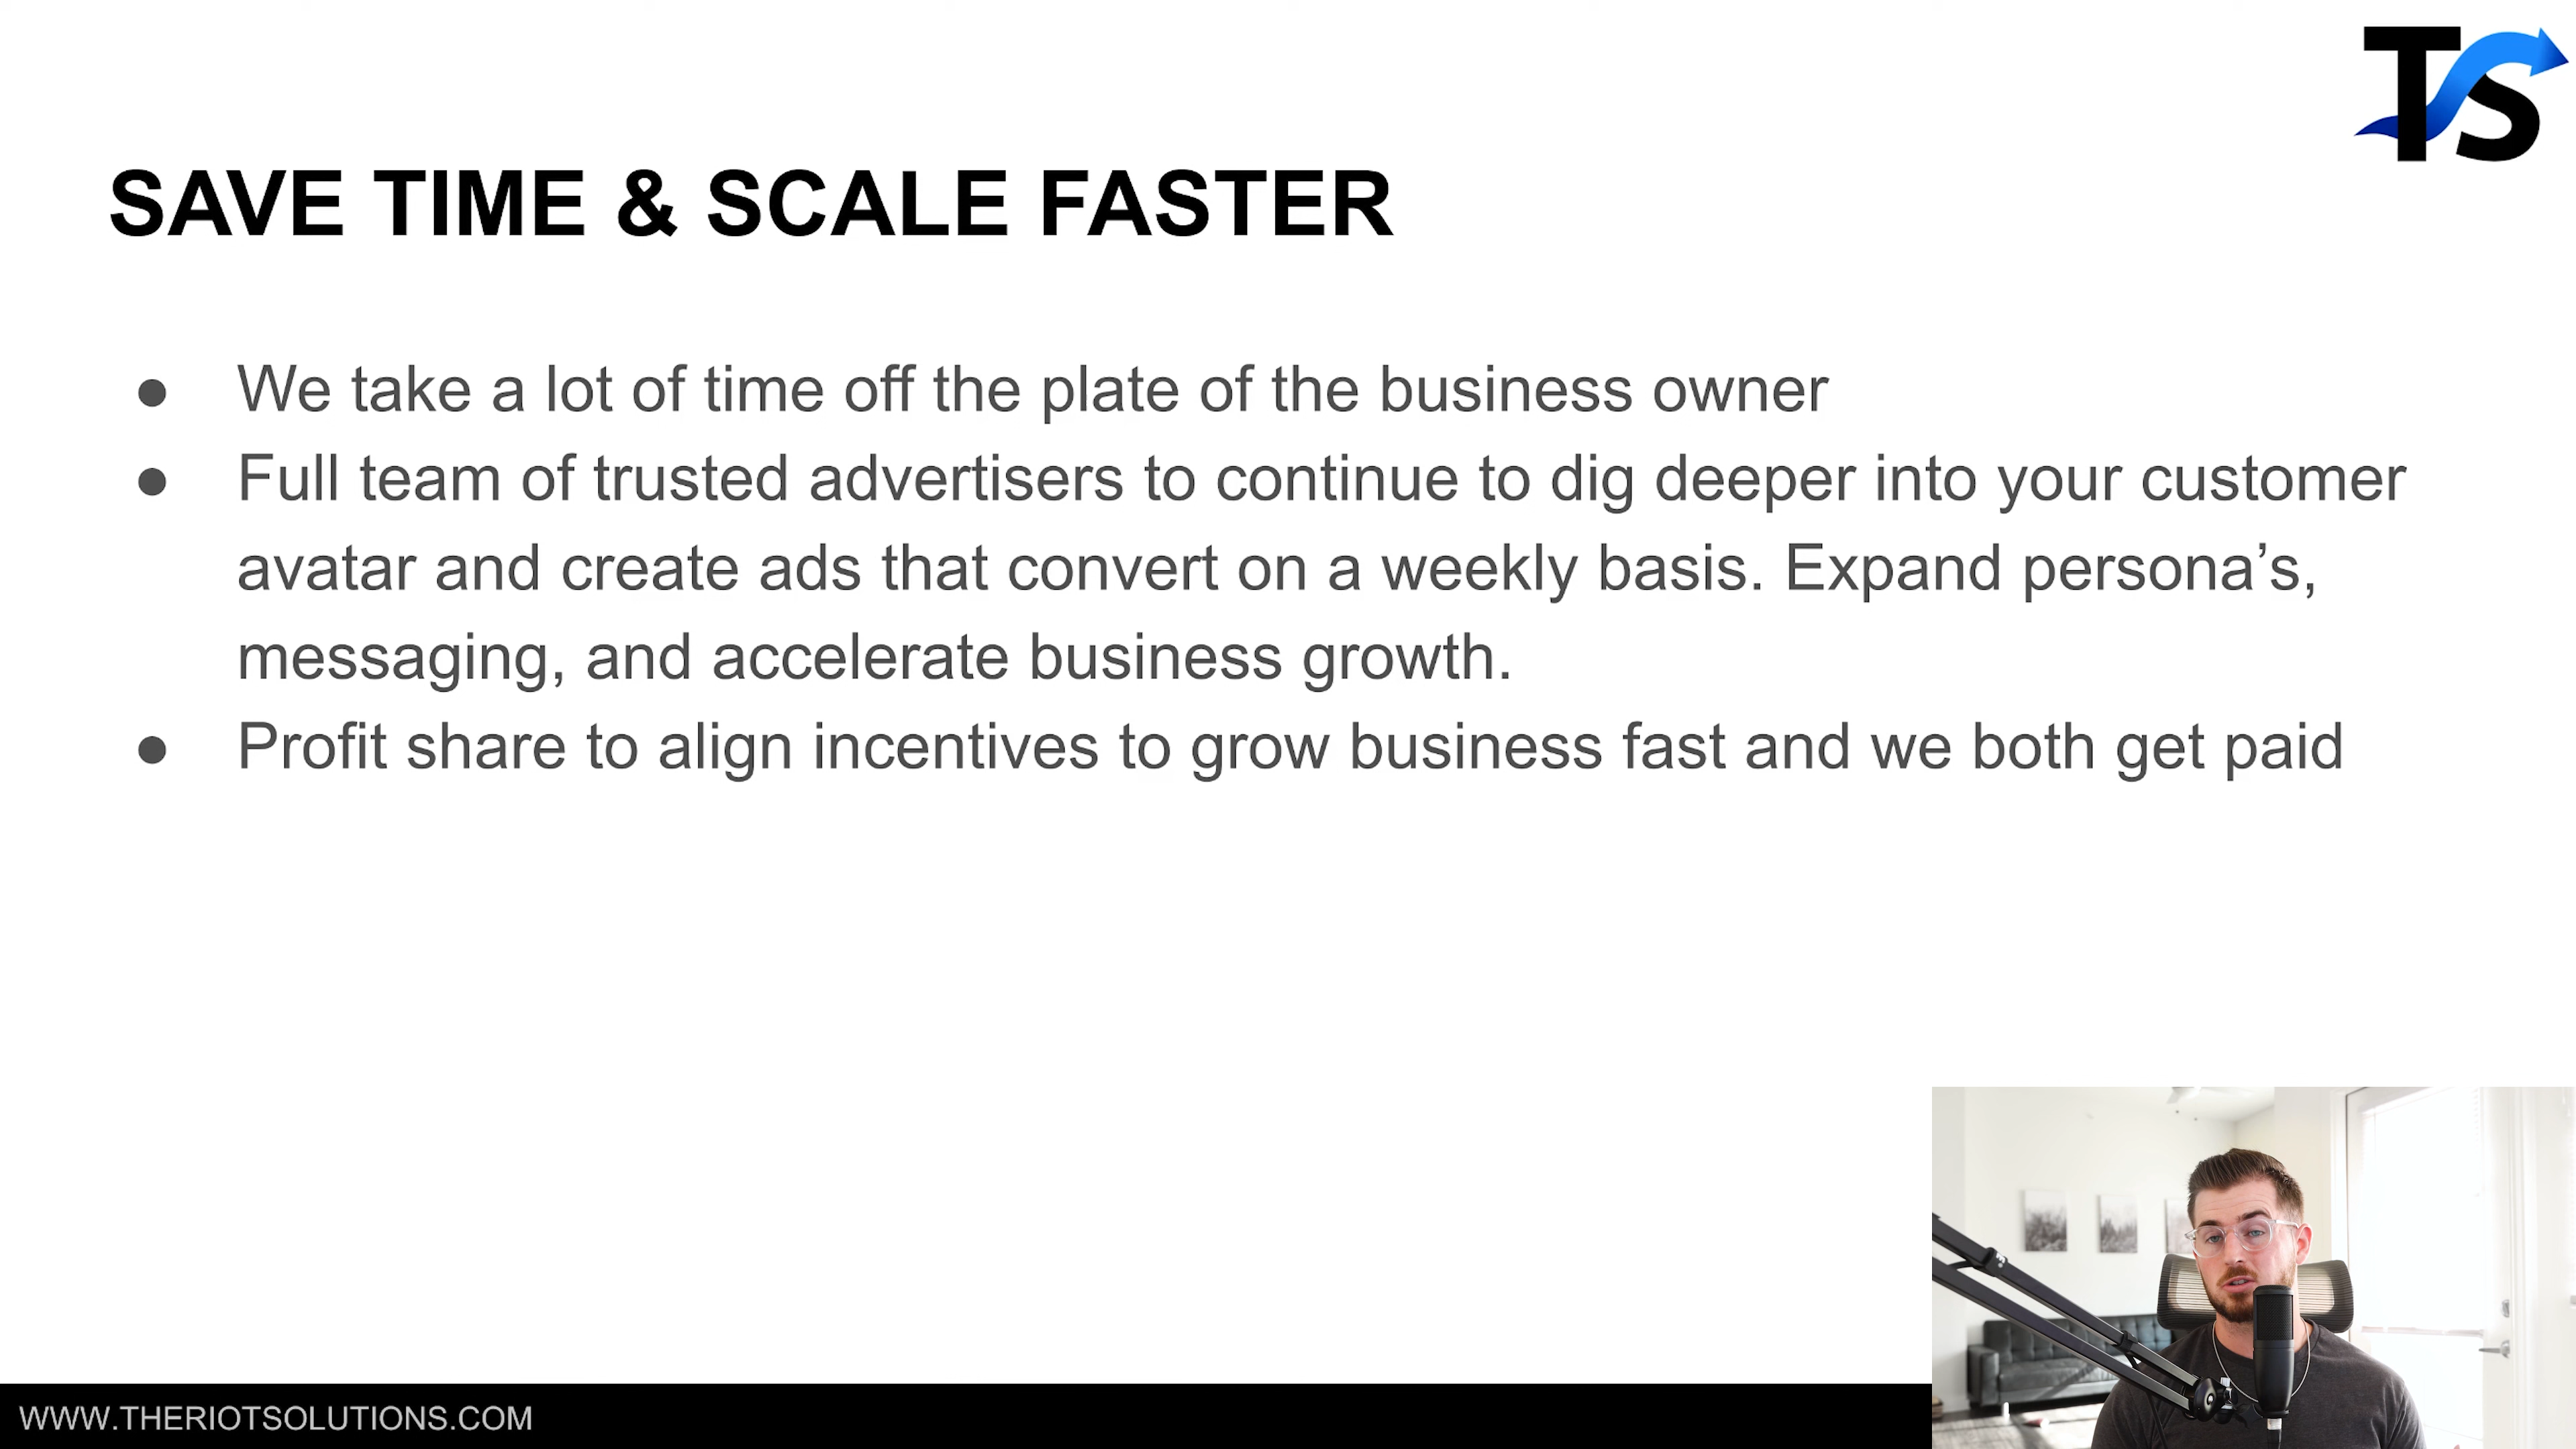 TS
SAVE TIME & SCALE FASTER
● We take a lot of time off the plate of the business owner
● Full team of trusted advertisers to continue to dig deeper into your customer
avatar and create ads that convert on a weekly basis. Expand persona’s,
messaging, and accelerate business growth.
● Profit share to align incentives to grow business fast and we both get paid
WWW.THERIOTSOLUTIONS.COM